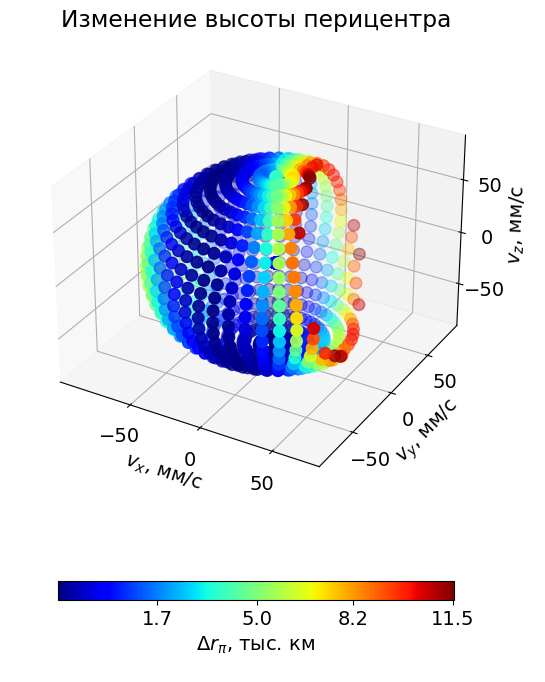 Изменение высоты перицентра
50
0
−50
v_z, мм/с
50
0
−50
v_y, мм/с
−50
0
50
v_x, мм/с
1.7 5.0 8.2 11.5
Δr_π, тыс. км